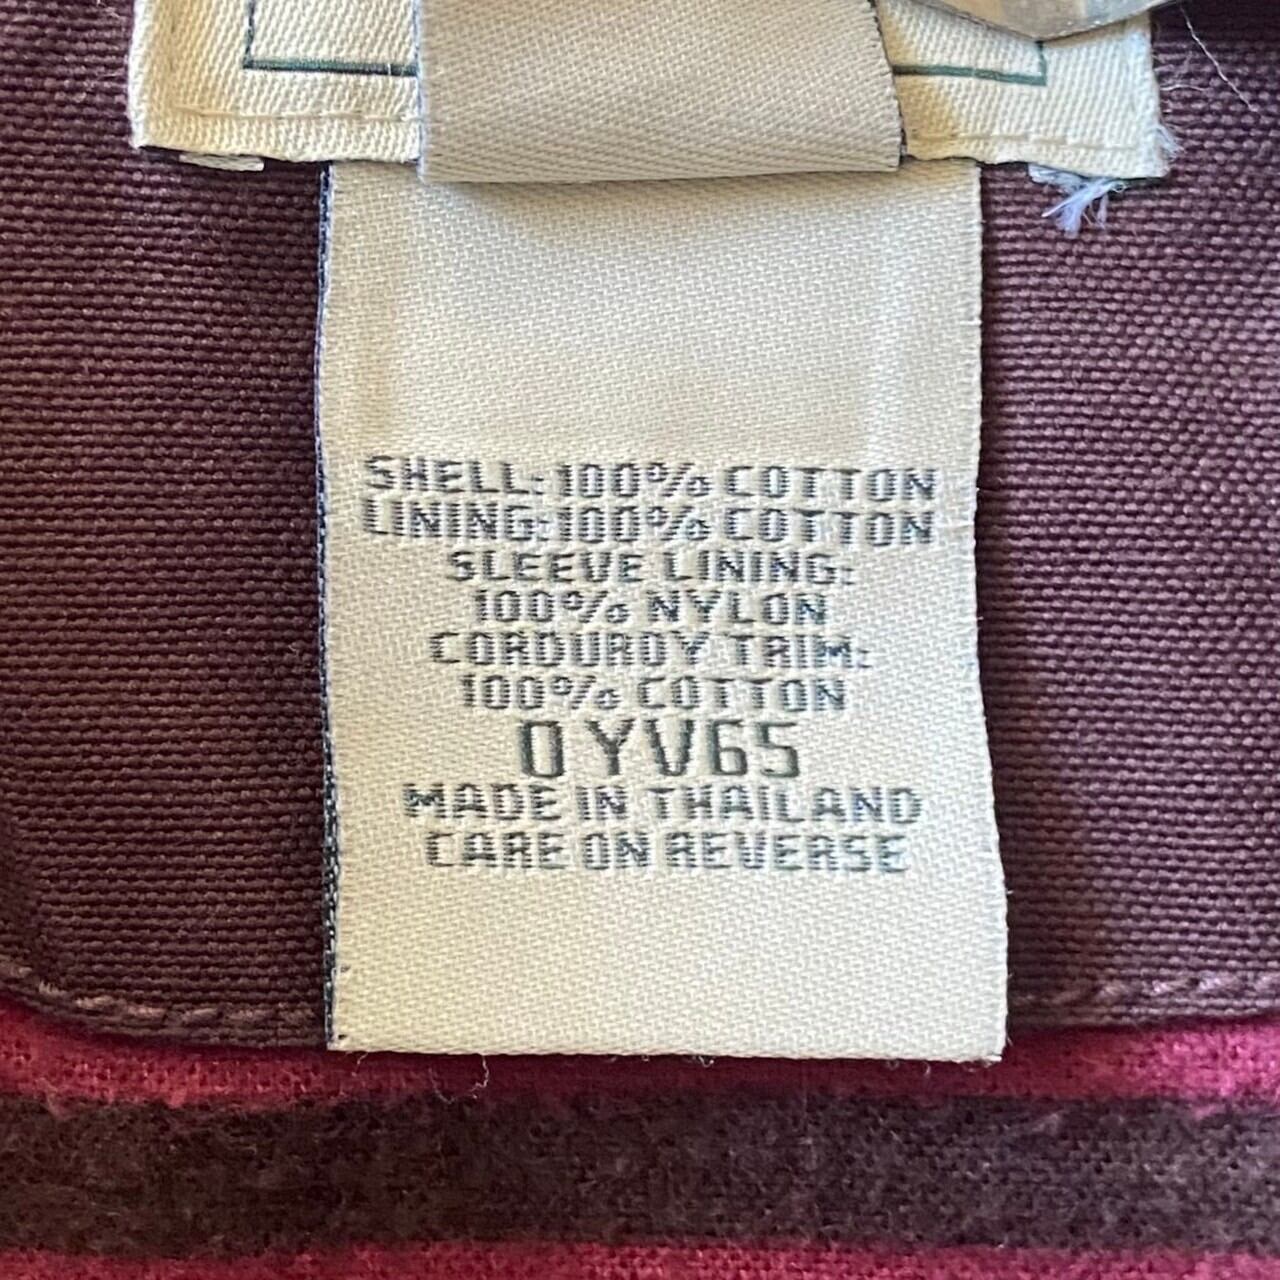 SHELL: 100% COTTON
LINING: 100% COTTON
SLEEVE LINING:
100% NYLON
CORDUROY TRIM:
100% COTTON
0YV65
MADE IN THAILAND
CARE ON REVERSE